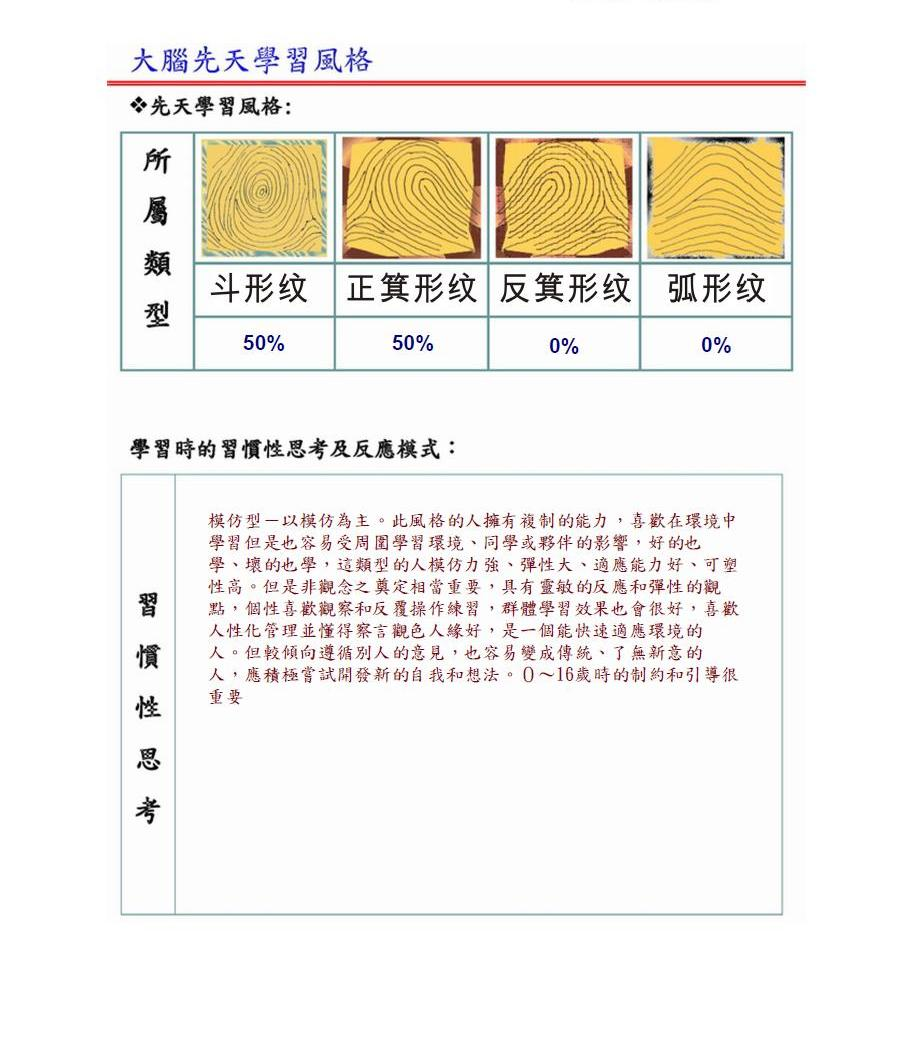 大腦先天學習風格
❖先天學習風格:
所屬類型
斗形纹 正箕形纹 反箕形纹 弧形纹
50% 50% 0% 0%
學習時的習慣性思考及反應模式：
習慣性思考
模仿型－以模仿為主。此風格的人擁有複制的能力，喜歡在環境中
學習但是也容易受周圍學習環境、同學或夥伴的影響，好的也
學、壞的也學，這類型的人模仿力強、彈性大、適應能力好、可塑
性高。但是非觀念之奠定相當重要，具有靈敏的反應和彈性的觀
點，個性喜歡觀察和反覆操作練習，群體學習效果也會很好，喜歡
人性化管理並懂得察言觀色人緣好，是一個能快速適應環境的
人。但較傾向遵循別人的意見，也容易變成傳統、了無新意的
人，應積極嘗試開發新的自我和想法。０～16歲時的制約和引導很
重要